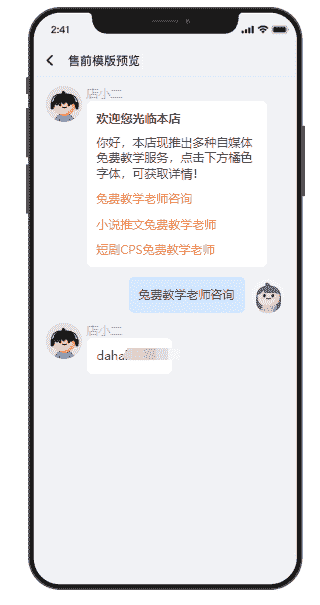 2:41
售前模版预览
店小二
欢迎您光临本店
你好，本店现推出多种自媒体
免费教学服务，点击下方橘色
字体，可获取详情！
免费教学老师咨询
小说推文免费教学老师
短剧CPS免费教学老师
免费教学老师咨询
店小二